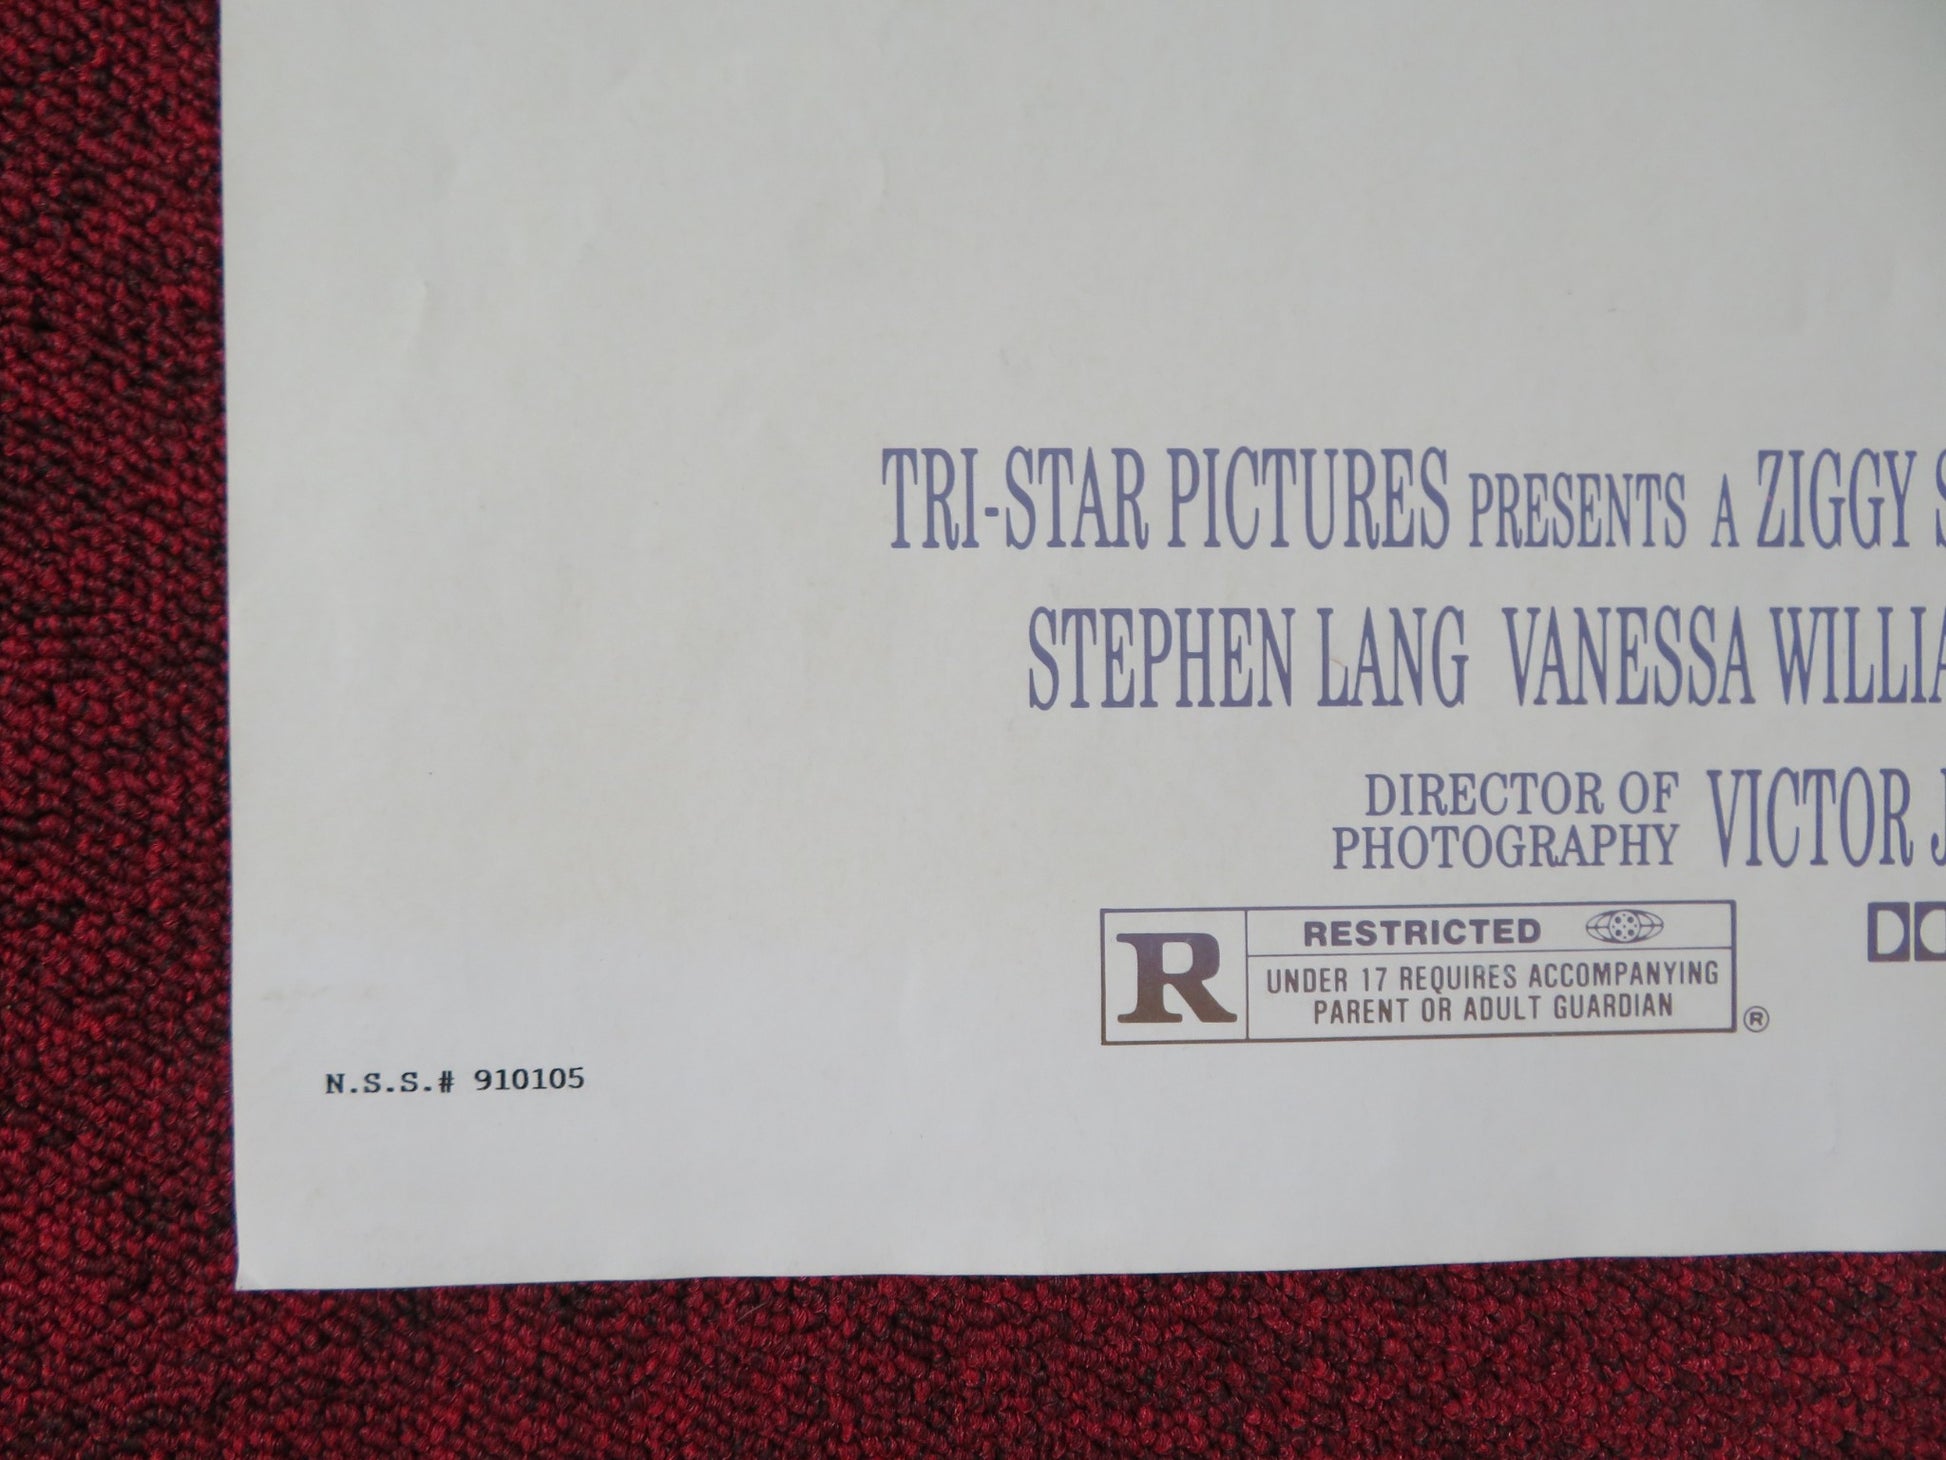 TRI-STAR PICTURES PRESENTS A ZIGGY S
STEPHEN LANG VANESSA WILLIA
DIRECTOR OF
PHOTOGRAPHY VICTOR J
R RESTRICTED
UNDER 17 REQUIRES ACCOMPANYING
PARENT OR ADULT GUARDIAN ®
N.S.S.# 910105